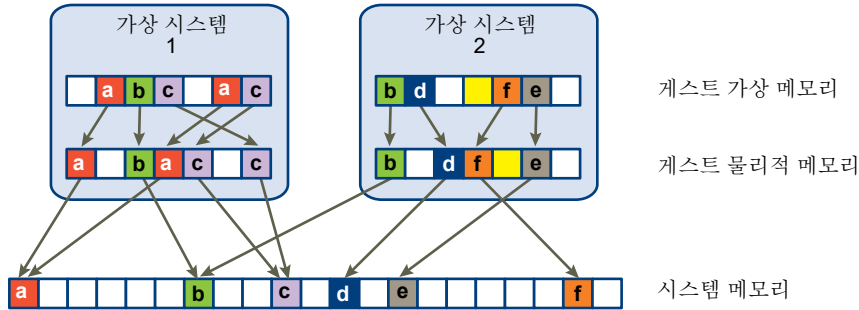 가상 시스템
1
가상 시스템
2
a b c a c
b d f e
게스트 가상 메모리
a b a c c
b d f e
게스트 물리적 메모리
a b c d e f
시스템 메모리